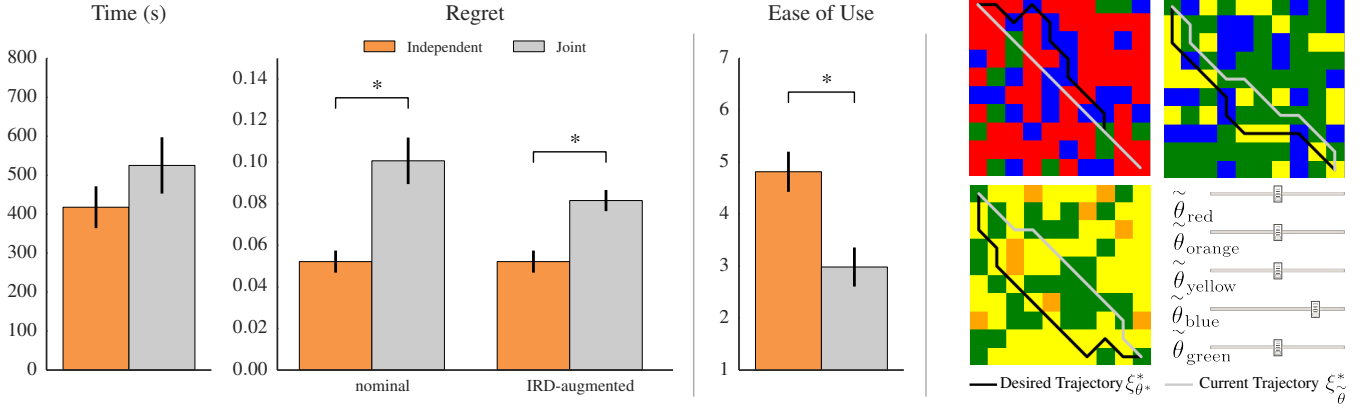 Time (s)
800
700
600
500
400
300
200
100
0
Regret
Independent
Joint
0.14
0.12
0.10
0.08
0.06
0.04
0.02
0.00
*
*
nominal
IRD-augmented
Ease of Use
7
6
5
4
3
2
1
*
θ̃ red
θ̃ orange
θ̃ yellow
θ̃ blue
θ̃ green
Desired Trajectory ξ*θ*
Current Trajectory ξ*θ̃